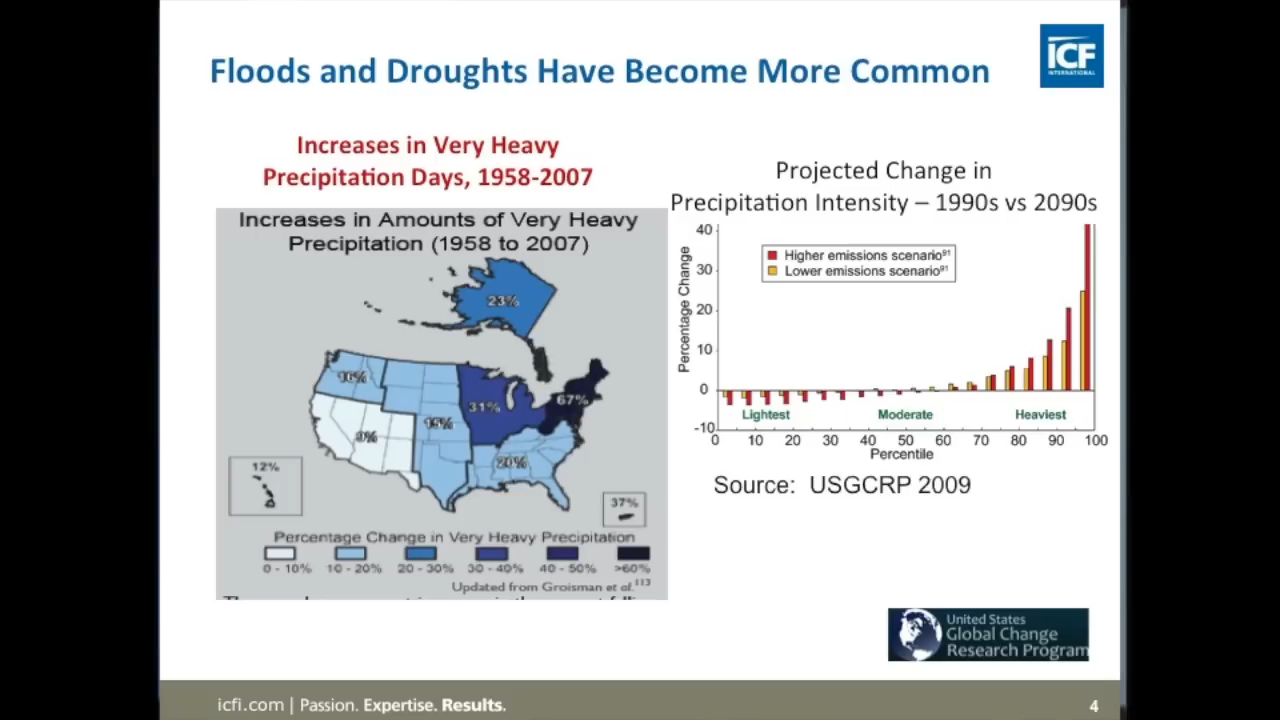 Floods and Droughts Have Become More Common
ICF
INTERNATIONAL
Increases in Very Heavy
Precipitation Days, 1958-2007
Increases in Amounts of Very Heavy
Precipitation (1958 to 2007)
23%
16%
31%
67%
15%
9%
20%
12%
37%
Percentage Change in Very Heavy Precipitation
0 - 10% 10 - 20% 20 - 30% 30 - 40% 40 - 50% >60%
Updated from Groisman et al.113
Projected Change in
Precipitation Intensity – 1990s vs 2090s
Percentage Change
40
30
20
10
0
-10
Higher emissions scenario91
Lower emissions scenario91
Lightest Moderate Heaviest
0 10 20 30 40 50 60 70 80 90 100
Percentile
Source: USGCRP 2009
United States
Global Change
Research Program
icfi.com | Passion. Expertise. Results.
4